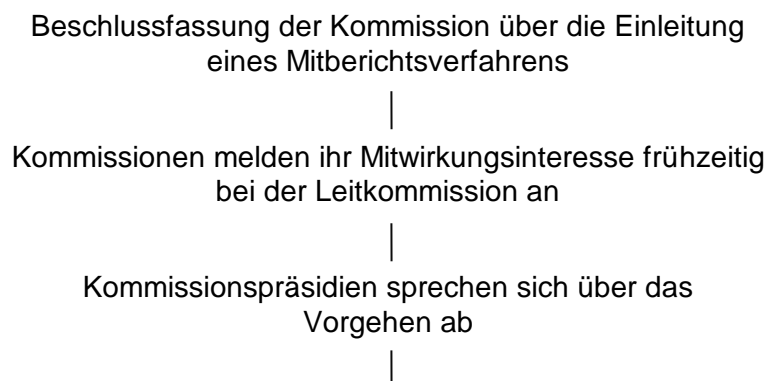 Beschlussfassung der Kommission über die Einleitung
eines Mitberichtsverfahrens
Kommissionen melden ihr Mitwirkungsinteresse frühzeitig
bei der Leitkommission an
Kommissionspräsidien sprechen sich über das
Vorgehen ab